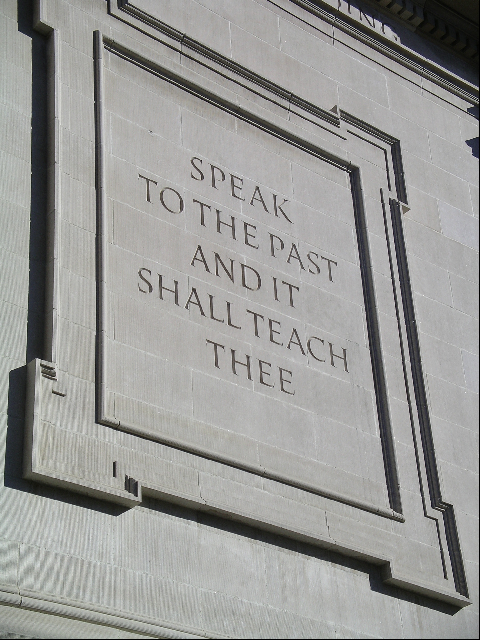 SPEAK
TO THE PAST
AND IT
SHALL TEACH
THEE